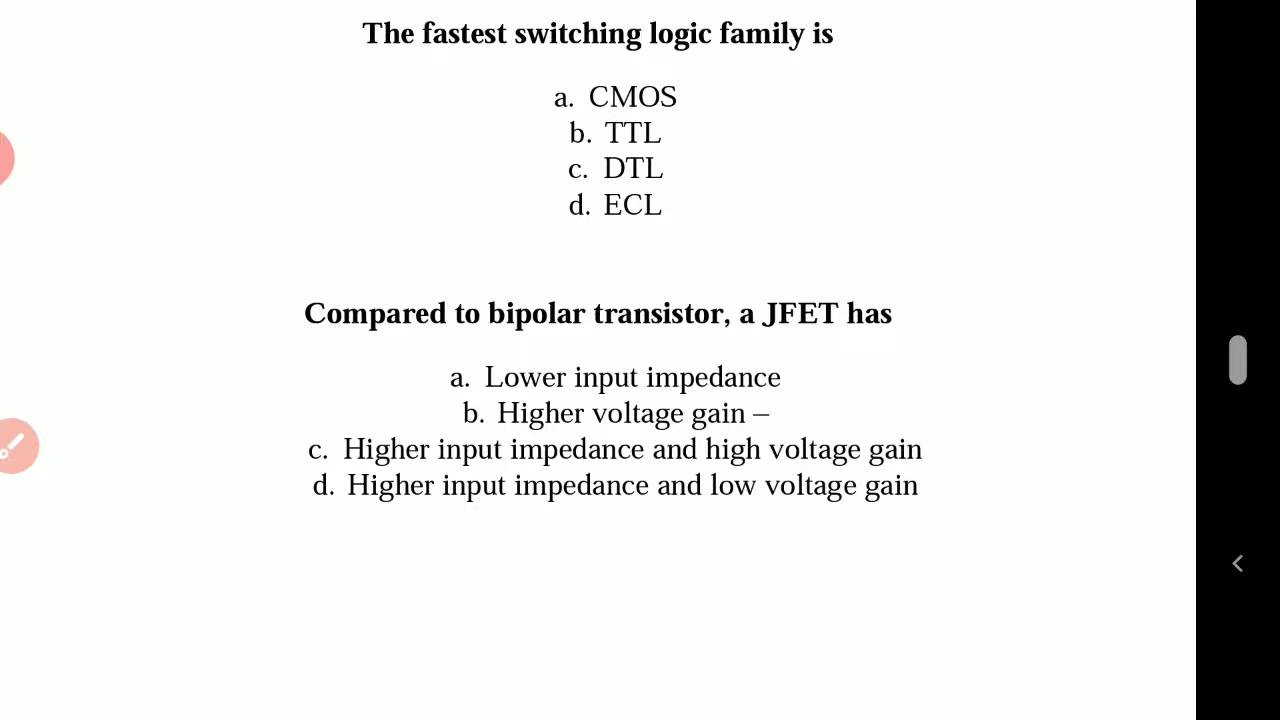 The fastest switching logic family is
a. CMOS
b. TTL
c. DTL
d. ECL
Compared to bipolar transistor, a JFET has
a. Lower input impedance
b. Higher voltage gain –
c. Higher input impedance and high voltage gain
d. Higher input impedance and low voltage gain